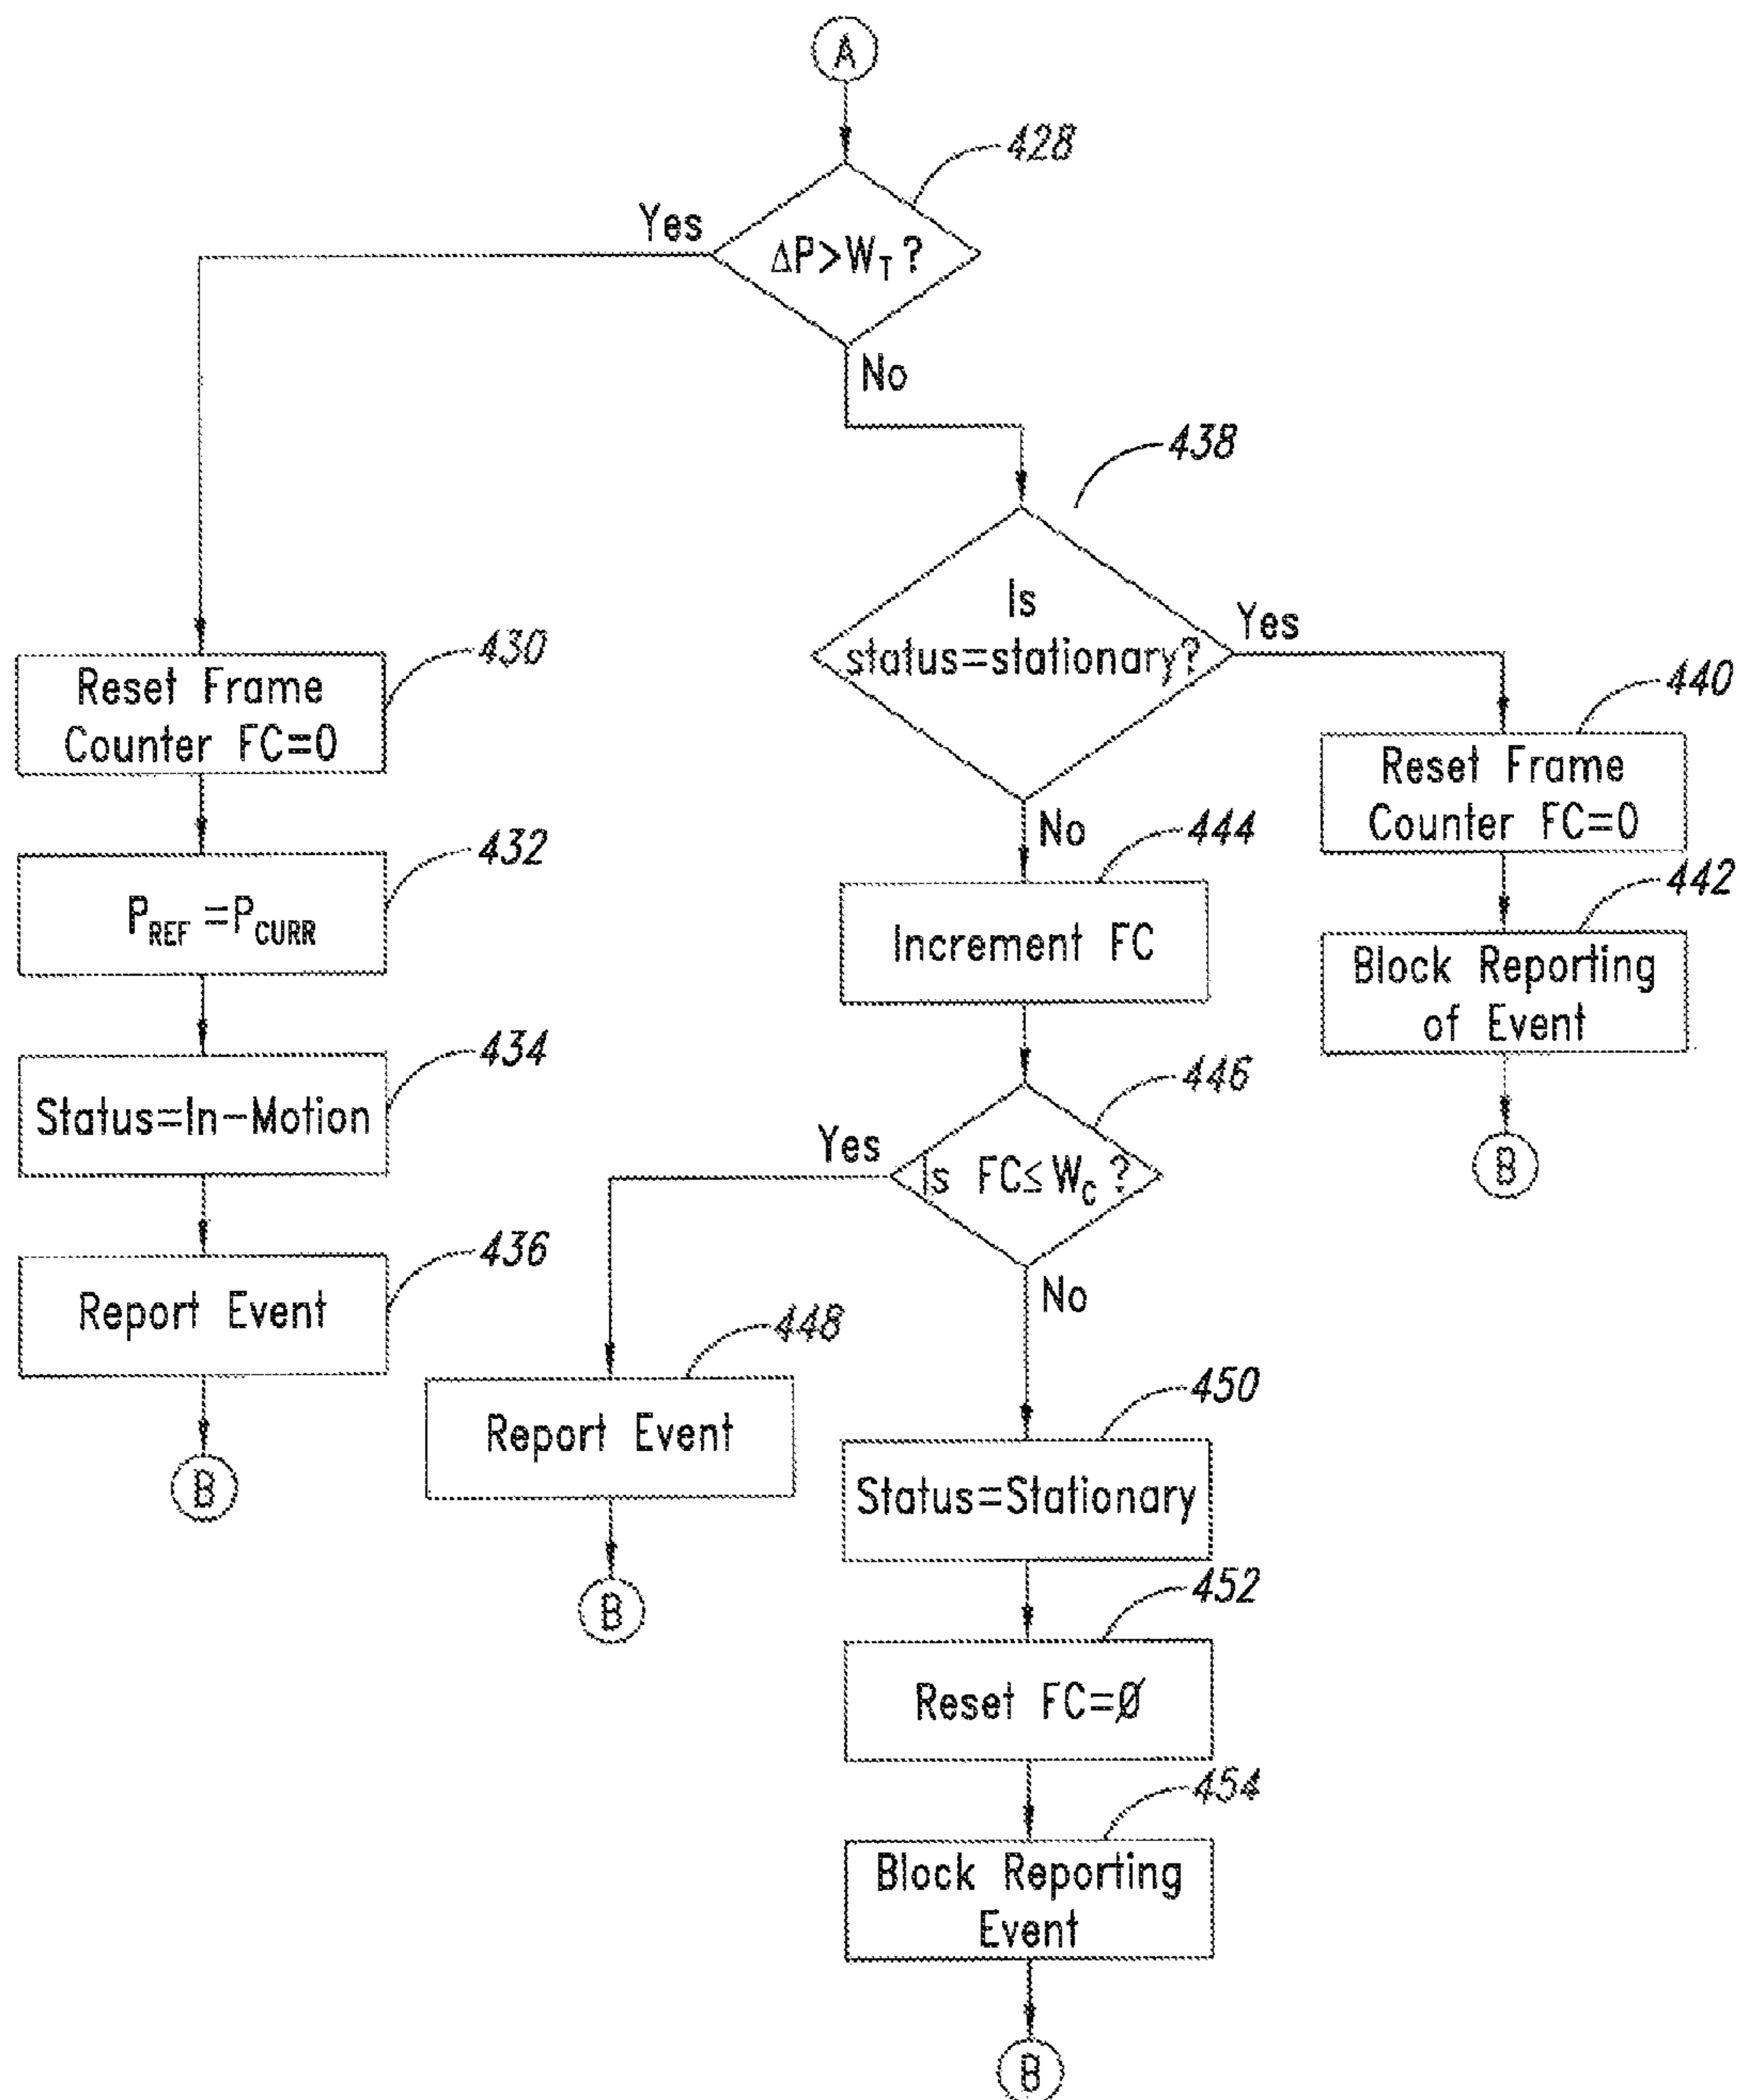 A
428
Yes
ΔP>W_T ?
No
438
Is
status=stationary?
Yes
430
Reset Frame
Counter FC=0
440
Reset Frame
Counter FC=0
No
444
432
P_REF=P_CURR
442
Increment FC
Block Reporting
of Event
434
Status=In-Motion
446
Yes
Is FC≤W_C ?
B
No
436
Report Event
448
Report Event
450
Status=Stationary
B
B
452
Reset FC=Ø
454
Block Reporting
Event
B